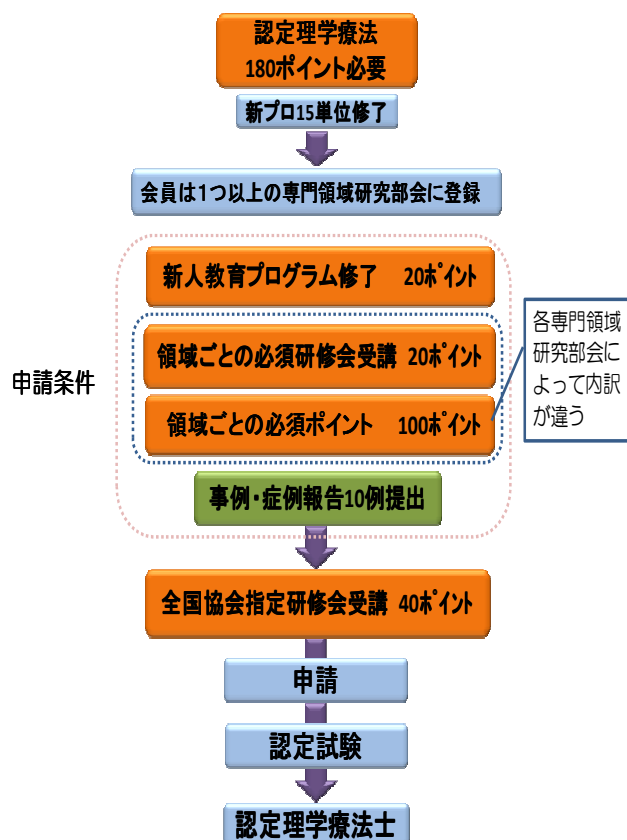 認定理学療法
180ポイント必要
新プロ15単位修了
会員は1つ以上の専門領域研究部会に登録
新人教育プログラム修了 20ﾎﾟｲﾝﾄ
領域ごとの必須研修会受講 20ﾎﾟｲﾝﾄ
領域ごとの必須ポイント 100ﾎﾟｲﾝﾄ
各専門領域
研究部会に
よって内訳
が違う
申請条件
事例・症例報告10例提出
全国協会指定研修会受講 40ﾎﾟｲﾝﾄ
申請
認定試験
認定理学療法士